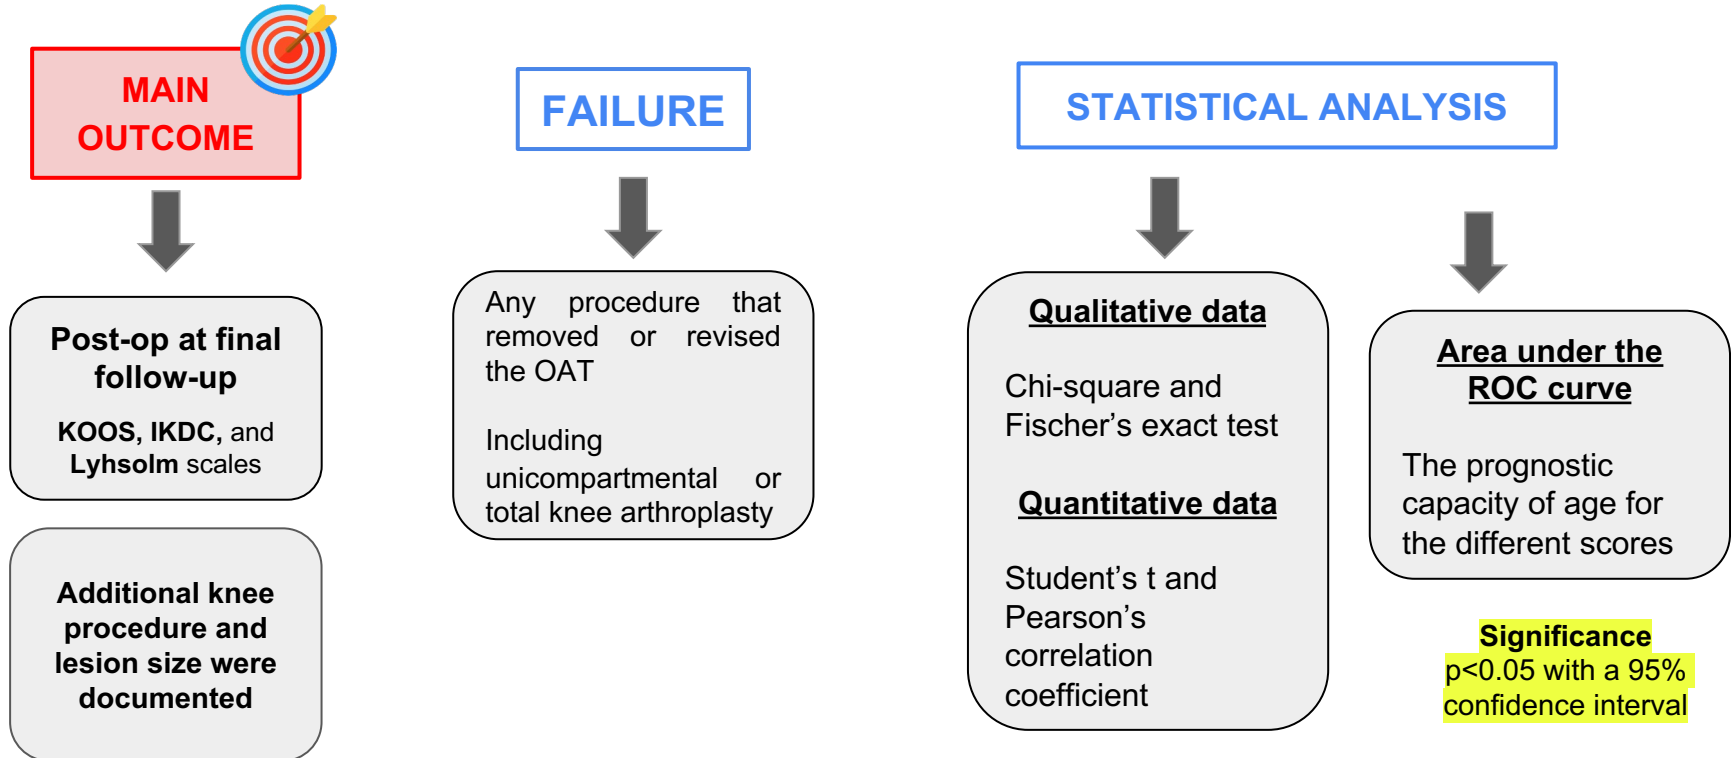 MAIN
OUTCOME
Post-op at final
follow-up
KOOS, IKDC, and
Lyhsolm scales
Additional knee
procedure and
lesion size were
documented
FAILURE
Any procedure that
removed or revised
the OAT
Including
unicompartmental or
total knee arthroplasty
STATISTICAL ANALYSIS
Qualitative data
Chi-square and
Fischer’s exact test
Quantitative data
Student’s t and
Pearson’s
correlation
coefficient
Area under the
ROC curve
The prognostic
capacity of age for
the different scores
Significance
p<0.05 with a 95%
confidence interval